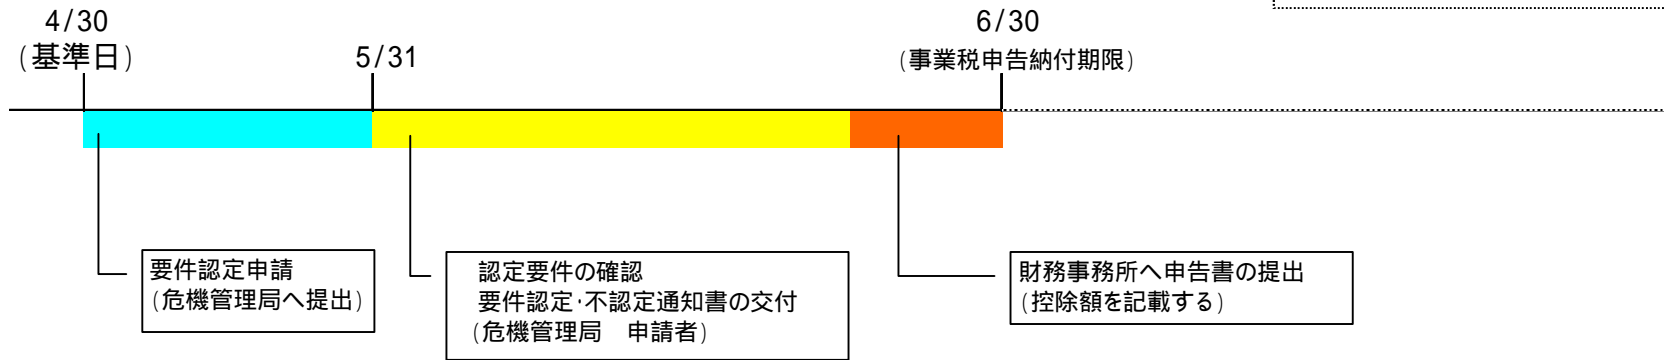 4/30
(基準日)
5/31
6/30
(事業税申告納付期限)
要件認定申請
(危機管理局へ提出)
認定要件の確認
要件認定･不認定通知書の交付
(危機管理局　申請者)
財務事務所へ申告書の提出
(控除額を記載する)